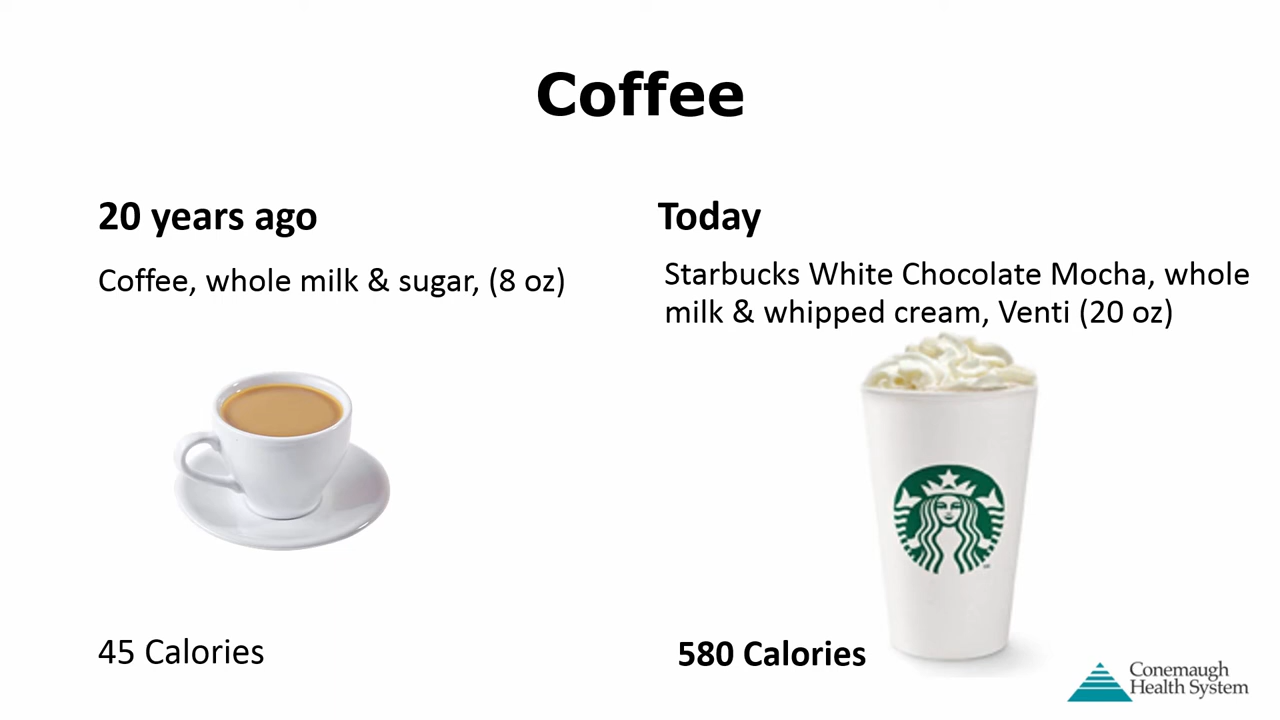 Coffee
20 years ago
Coffee, whole milk & sugar, (8 oz)
45 Calories
Today
Starbucks White Chocolate Mocha, whole
milk & whipped cream, Venti (20 oz)
580 Calories
Conemaugh
Health System